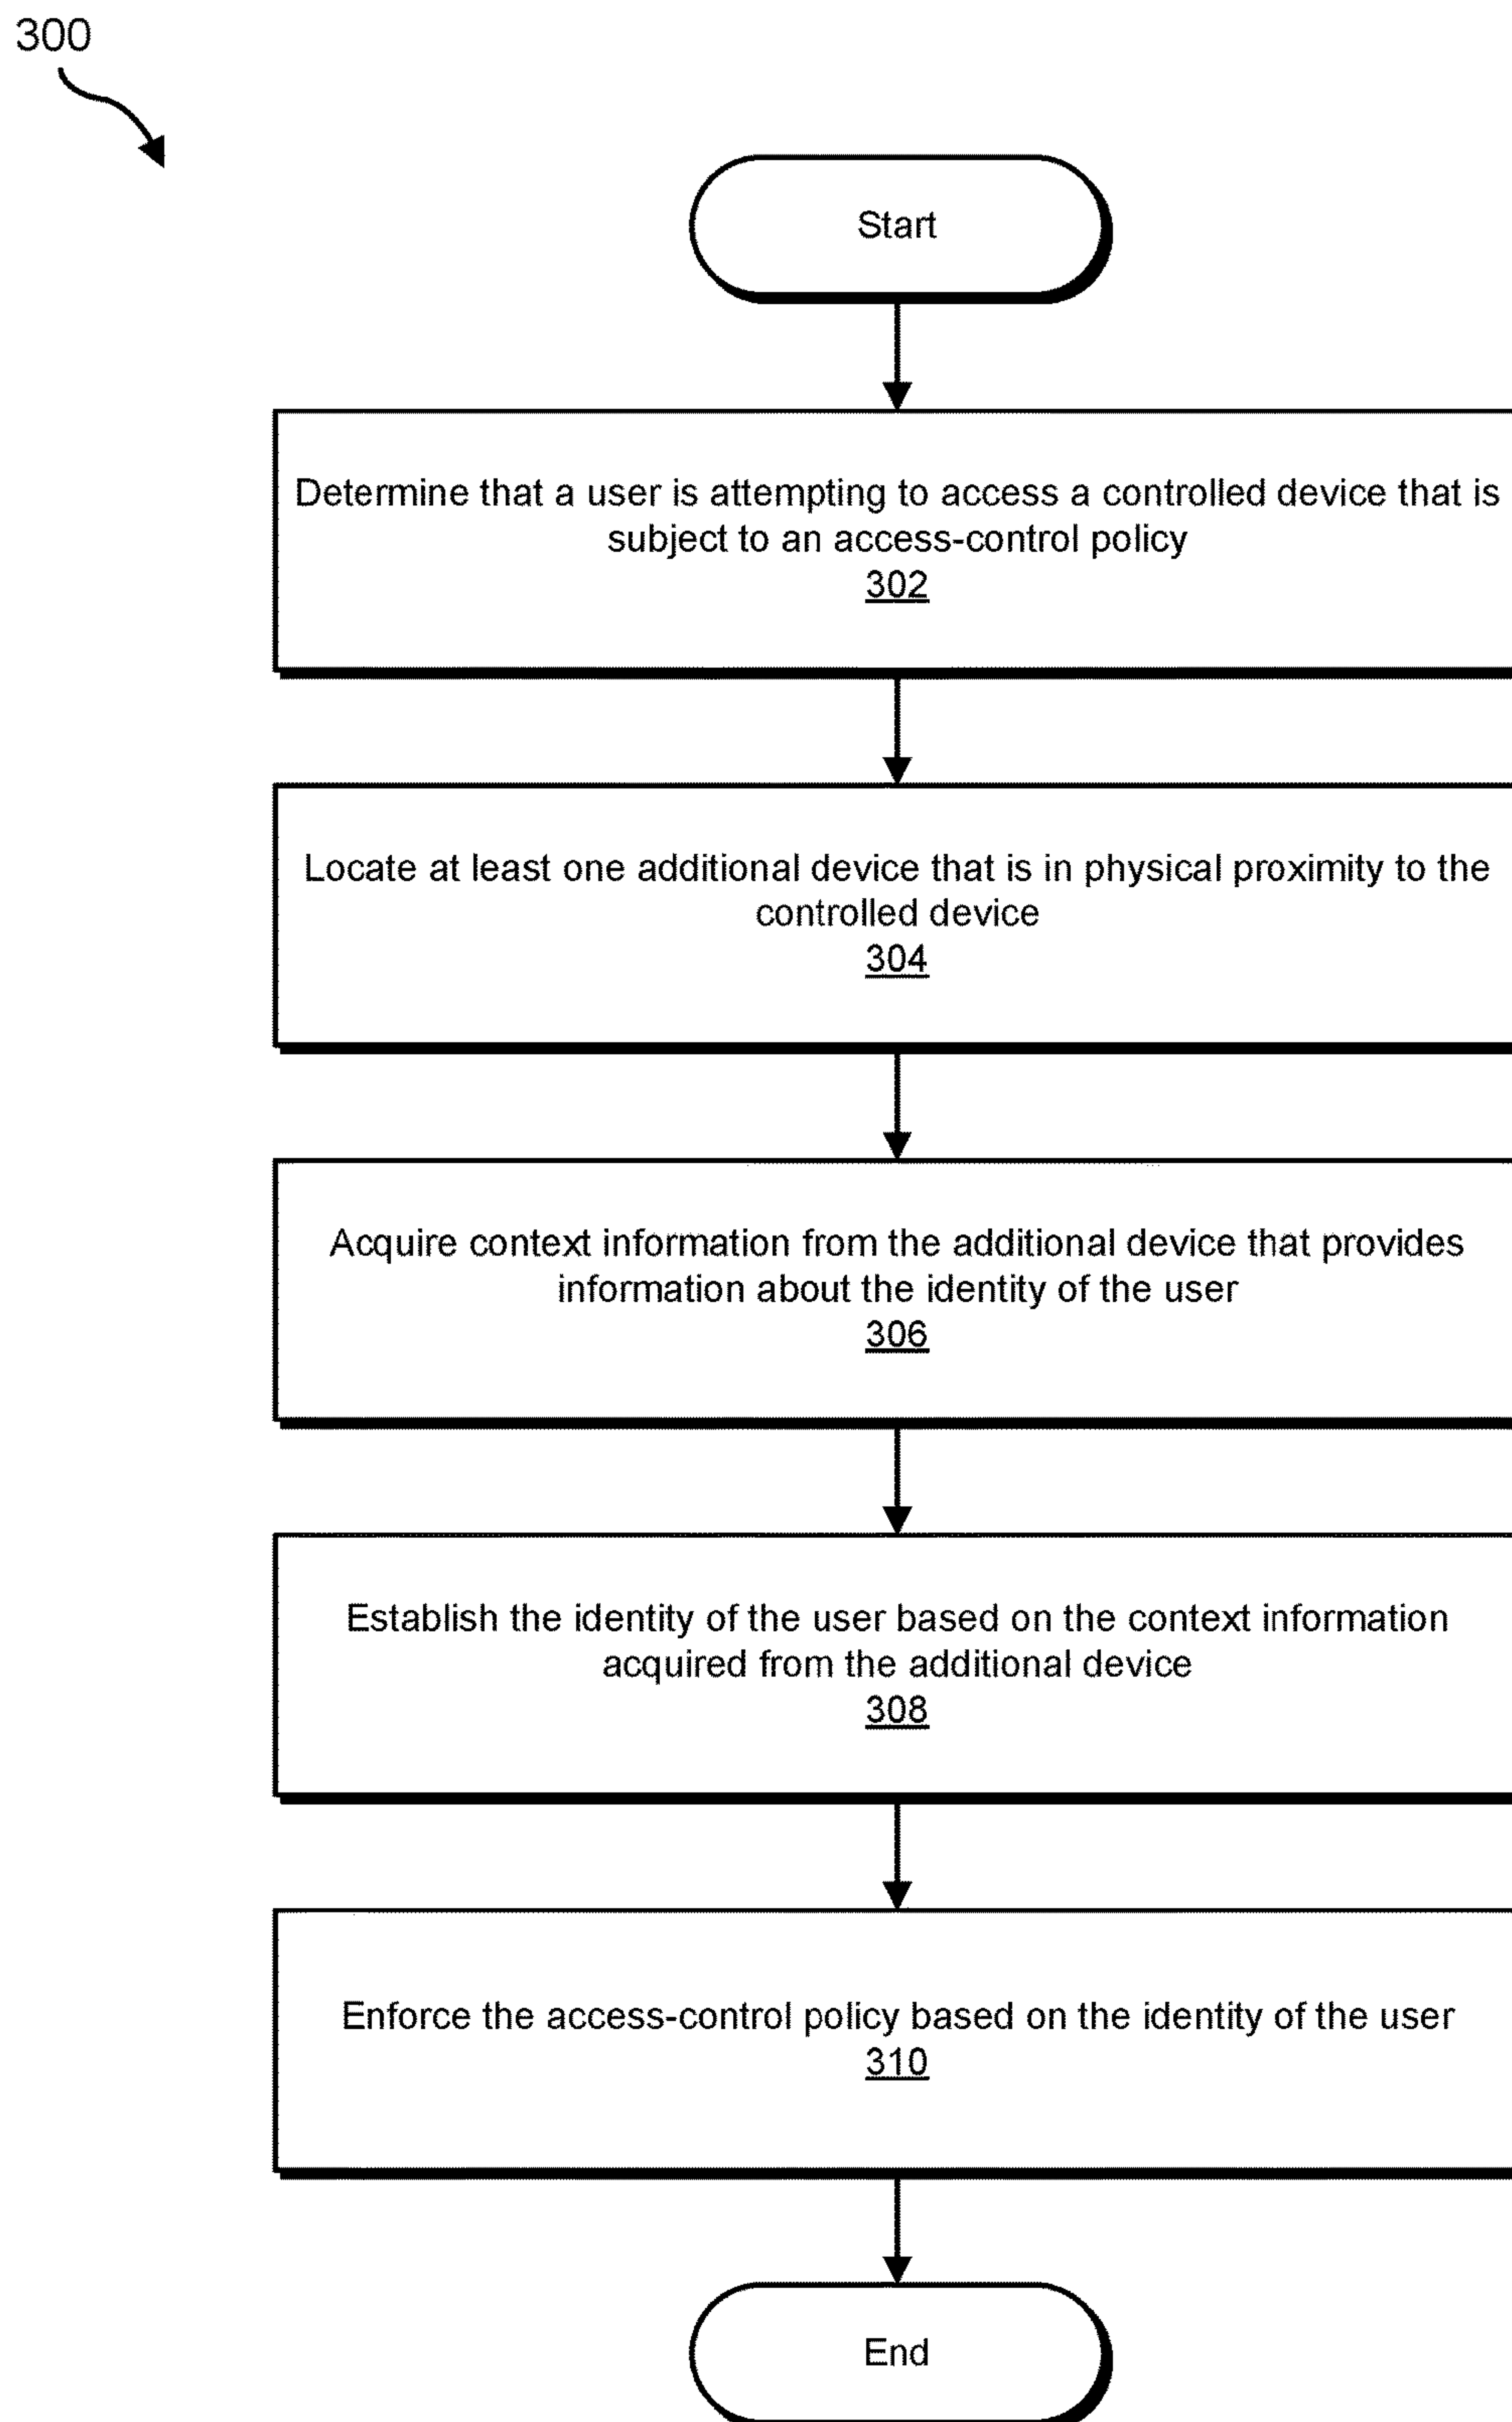 300
Start
Determine that a user is attempting to access a controlled device that is
subject to an access-control policy
302
Locate at least one additional device that is in physical proximity to the
controlled device
304
Acquire context information from the additional device that provides
information about the identity of the user
306
Establish the identity of the user based on the context information
acquired from the additional device
308
Enforce the access-control policy based on the identity of the user
310
End